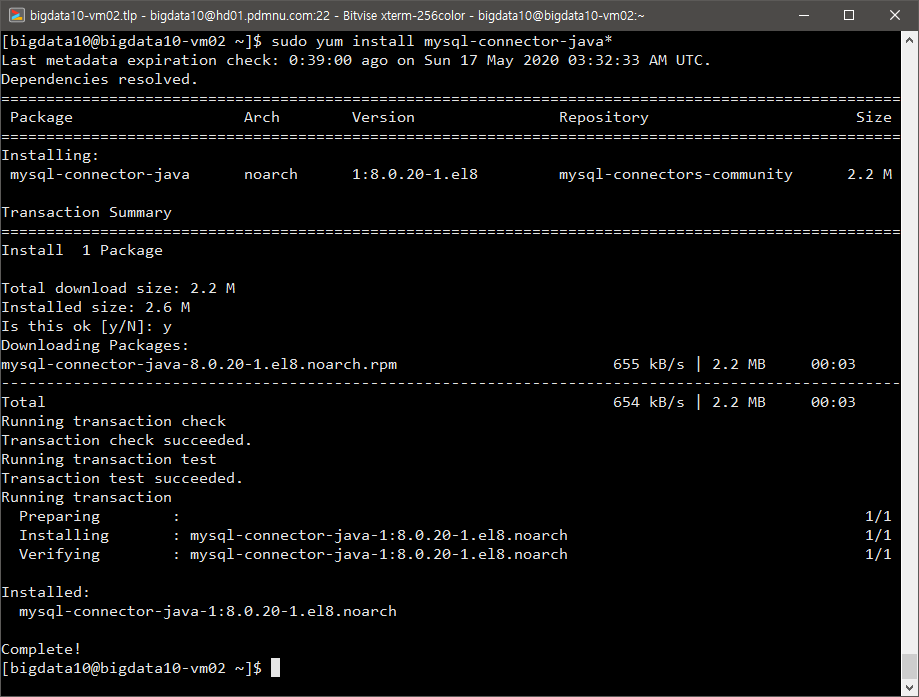 bigdata10-vm02.tlp - bigdata10@hd01.pdmnu.com:22 - Bitvise xterm-256color - bigdata10@bigdata10-vm02:~
[bigdata10@bigdata10-vm02 ~]$ sudo yum install mysql-connector-java*
Last metadata expiration check: 0:39:00 ago on Sun 17 May 2020 03:32:33 AM UTC.
Dependencies resolved.
====================================================================================================
Package Arch Version Repository Size
====================================================================================================
Installing:
mysql-connector-java noarch 1:8.0.20-1.el8 mysql-connectors-community 2.2 M
Transaction Summary
====================================================================================================
Install 1 Package
Total download size: 2.2 M
Installed size: 2.6 M
Is this ok [y/N]: y
Downloading Packages:
mysql-connector-java-8.0.20-1.el8.noarch.rpm 655 kB/s | 2.2 MB 00:03
----------------------------------------------------------------------------------------------------
Total 654 kB/s | 2.2 MB 00:03
Running transaction check
Transaction check succeeded.
Running transaction test
Transaction test succeeded.
Running transaction
Preparing : 1/1
Installing : mysql-connector-java-1:8.0.20-1.el8.noarch 1/1
Verifying : mysql-connector-java-1:8.0.20-1.el8.noarch 1/1
Installed:
mysql-connector-java-1:8.0.20-1.el8.noarch
Complete!
[bigdata10@bigdata10-vm02 ~]$